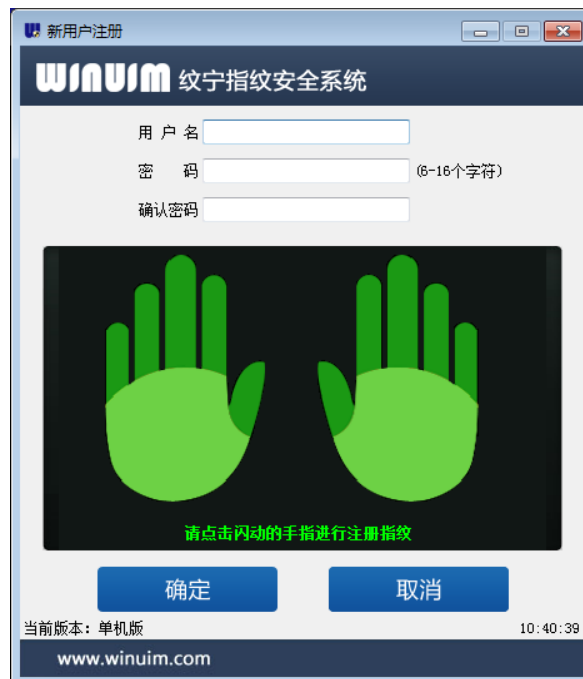 新用户注册
WINUIM 纹宁指纹安全系统
用 户 名
密 码 (6-16个字符)
确认密码
请点击闪动的手指进行注册指纹
确定 取消
当前版本：单机版 10:40:39
www.winuim.com